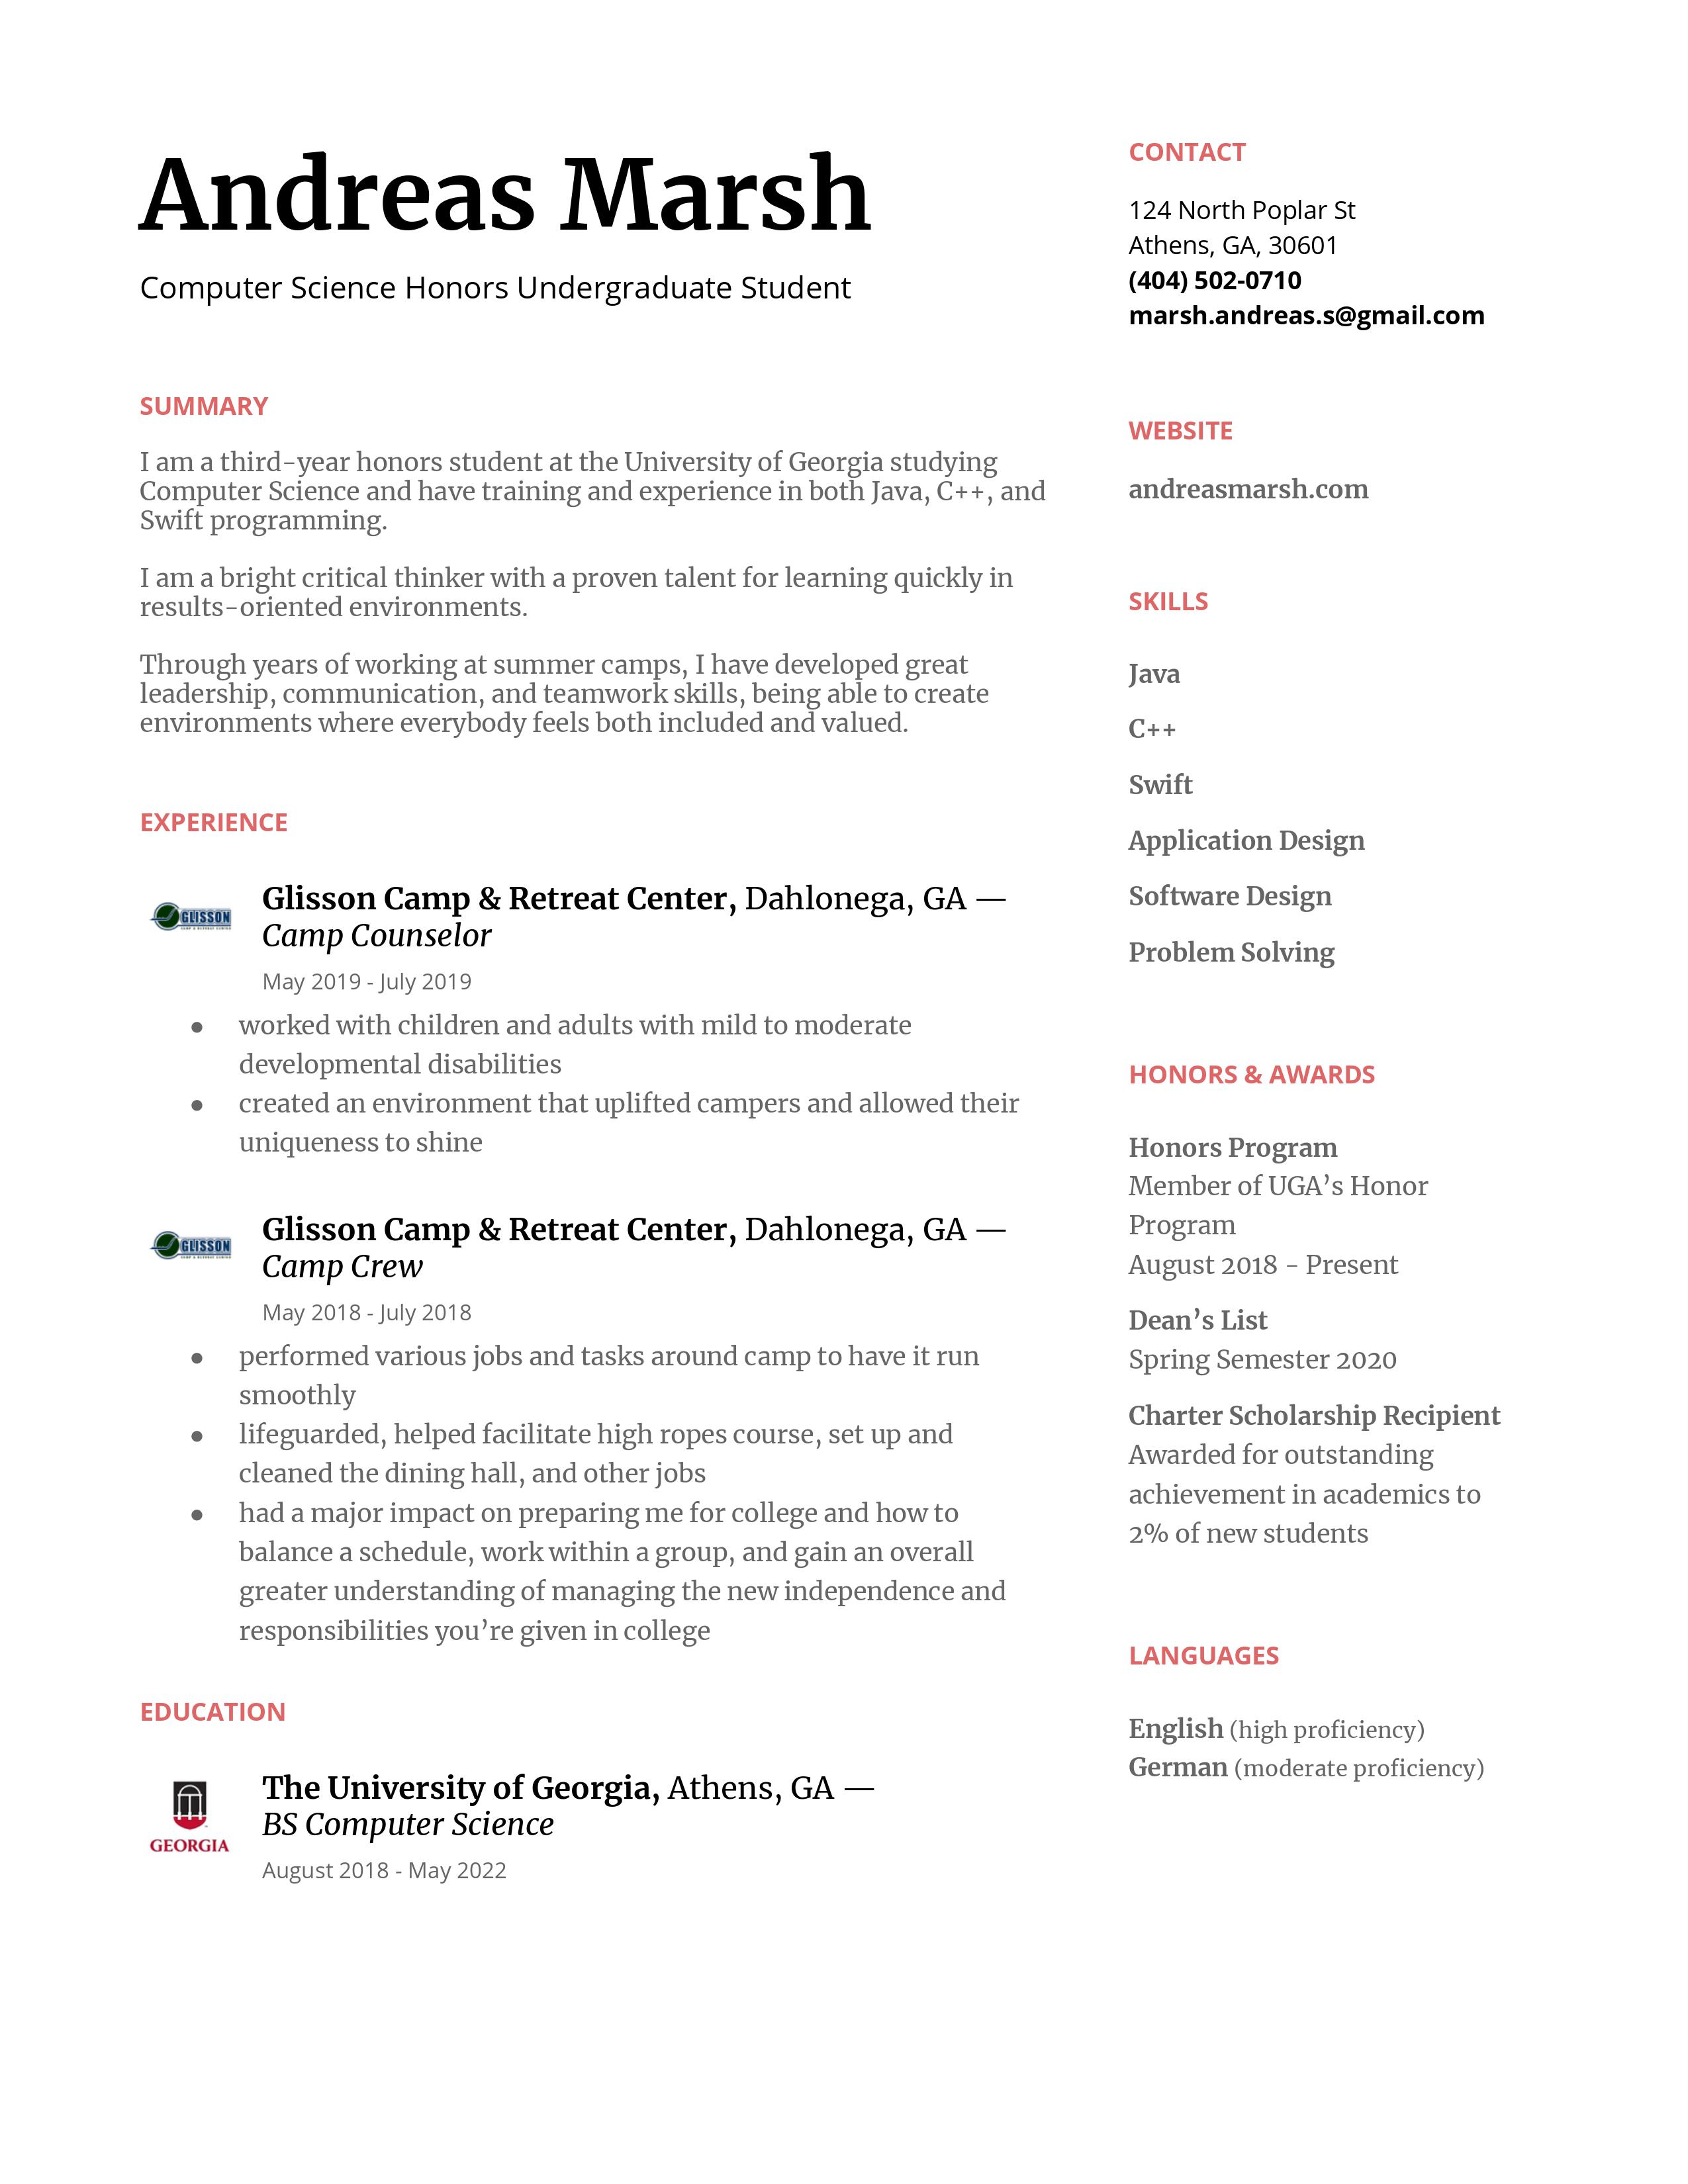 Andreas Marsh
Computer Science Honors Undergraduate Student
SUMMARY
I am a third-year honors student at the University of Georgia studying
Computer Science and have training and experience in both Java, C++, and
Swift programming.
I am a bright critical thinker with a proven talent for learning quickly in
results-oriented environments.
Through years of working at summer camps, I have developed great
leadership, communication, and teamwork skills, being able to create
environments where everybody feels both included and valued.
EXPERIENCE
GLISSON
Glisson Camp & Retreat Center, Dahlonega, GA —
Camp Counselor
May 2019 - July 2019
● worked with children and adults with mild to moderate
developmental disabilities
● created an environment that uplifted campers and allowed their
uniqueness to shine
GLISSON
Glisson Camp & Retreat Center, Dahlonega, GA —
Camp Crew
May 2018 - July 2018
● performed various jobs and tasks around camp to have it run
smoothly
● lifeguarded, helped facilitate high ropes course, set up and
cleaned the dining hall, and other jobs
● had a major impact on preparing me for college and how to
balance a schedule, work within a group, and gain an overall
greater understanding of managing the new independence and
responsibilities you’re given in college
EDUCATION
GEORGIA
The University of Georgia, Athens, GA —
BS Computer Science
August 2018 - May 2022
CONTACT
124 North Poplar St
Athens, GA, 30601
(404) 502-0710
marsh.andreas.s@gmail.com
WEBSITE
andreasmarsh.com
SKILLS
Java
C++
Swift
Application Design
Software Design
Problem Solving
HONORS & AWARDS
Honors Program
Member of UGA’s Honor
Program
August 2018 - Present
Dean’s List
Spring Semester 2020
Charter Scholarship Recipient
Awarded for outstanding
achievement in academics to
2% of new students
LANGUAGES
English (high proficiency)
German (moderate proficiency)